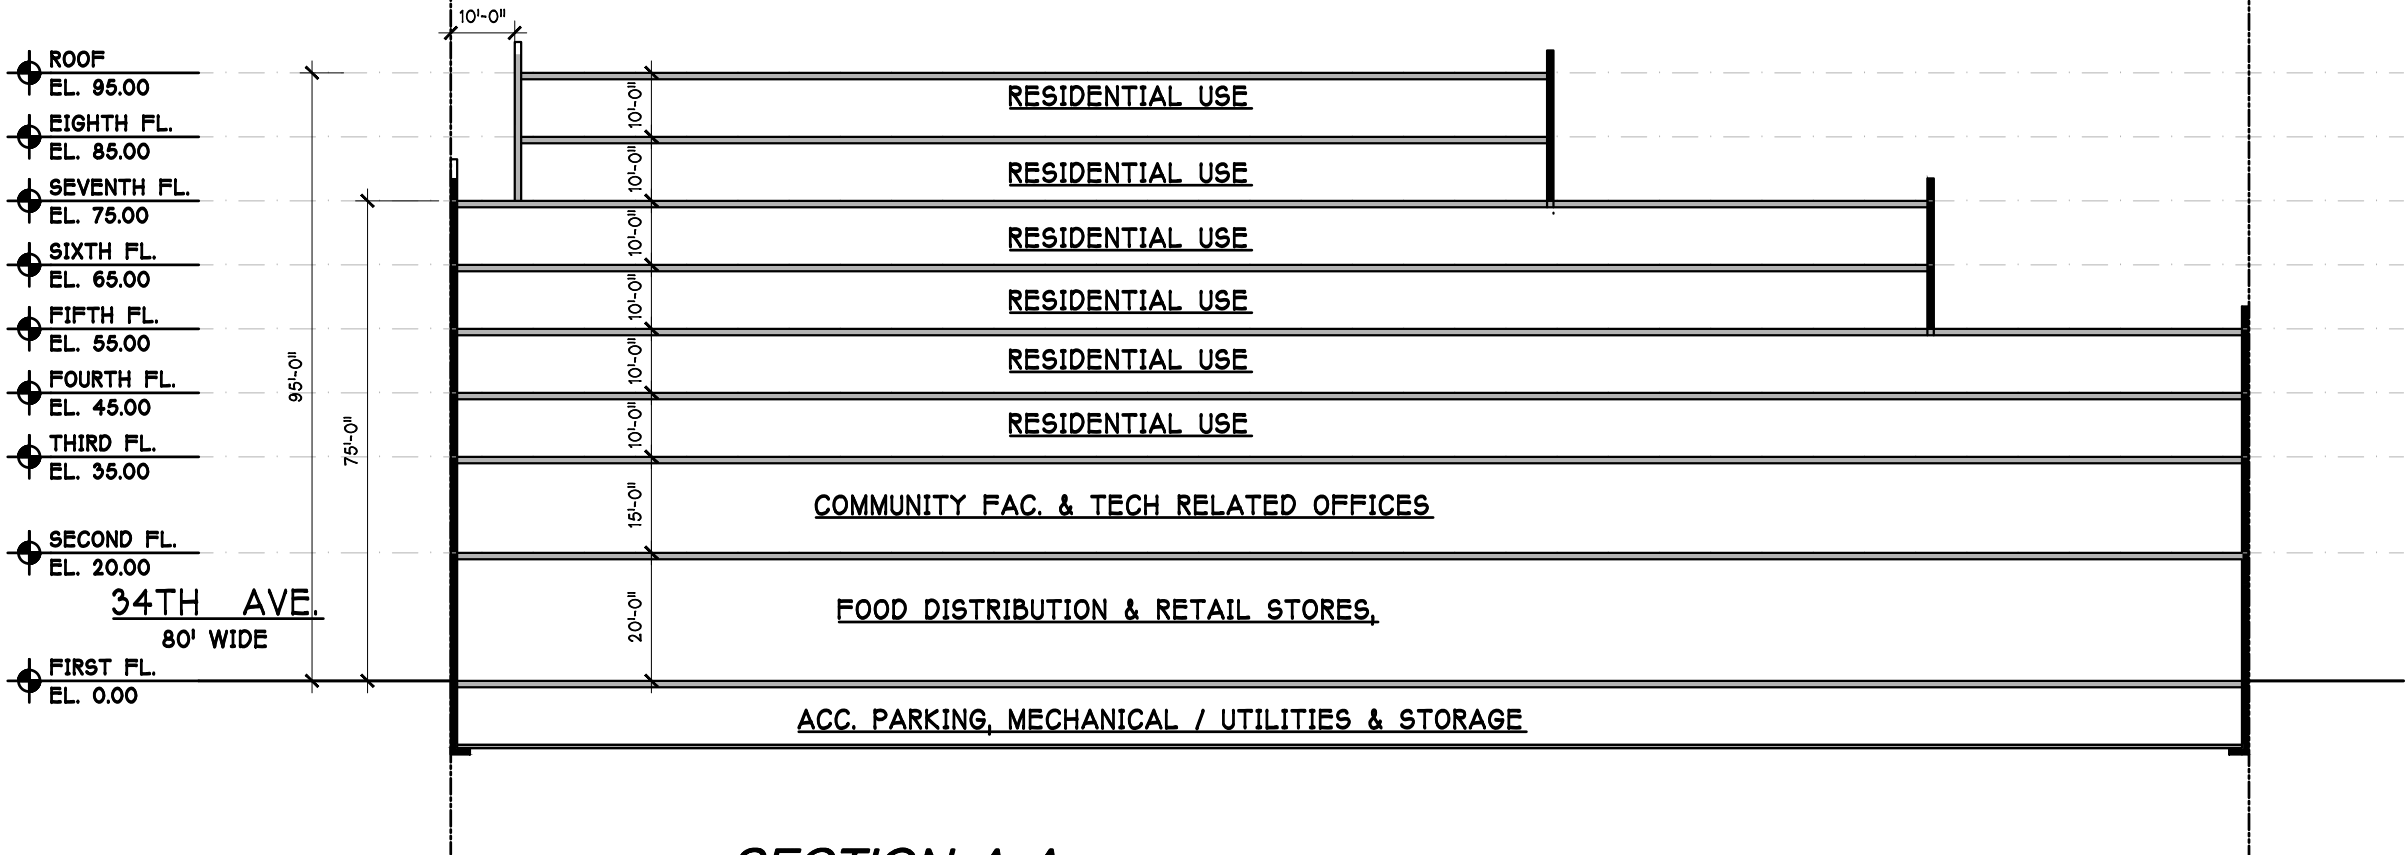 10'-0"
ROOF
EL. 95.00
RESIDENTIAL USE
10'-0"
EIGHTH FL.
EL. 85.00
RESIDENTIAL USE
10'-0"
SEVENTH FL.
EL. 75.00
RESIDENTIAL USE
10'-0"
SIXTH FL.
EL. 65.00
RESIDENTIAL USE
10'-0"
FIFTH FL.
EL. 55.00
RESIDENTIAL USE
10'-0"
95'-0"
FOURTH FL.
EL. 45.00
RESIDENTIAL USE
10'-0"
75'-0"
THIRD FL.
EL. 35.00
COMMUNITY FAC. & TECH RELATED OFFICES
15'-0"
SECOND FL.
EL. 20.00
34TH AVE.
80' WIDE
FOOD DISTRIBUTION & RETAIL STORES,
20'-0"
FIRST FL.
EL. 0.00
ACC. PARKING, MECHANICAL / UTILITIES & STORAGE
SECTION A-A